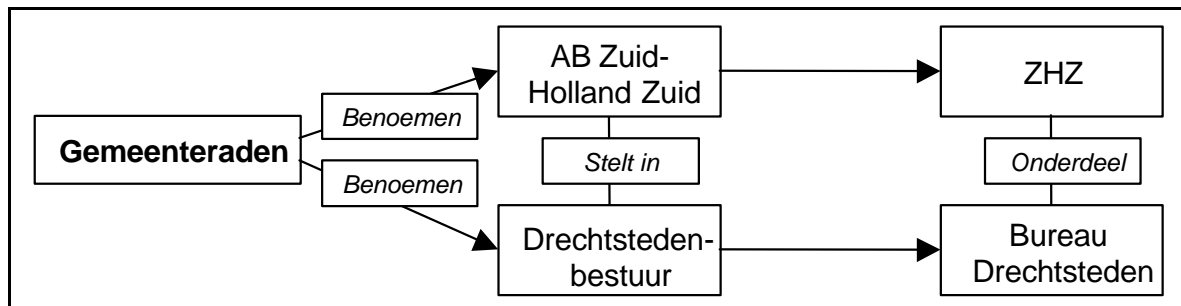 AB Zuid-
Holland Zuid
ZHZ
Benoemen
Gemeenteraden
Stelt in
Onderdeel
Benoemen
Drechtsteden-
bestuur
Bureau
Drechtsteden